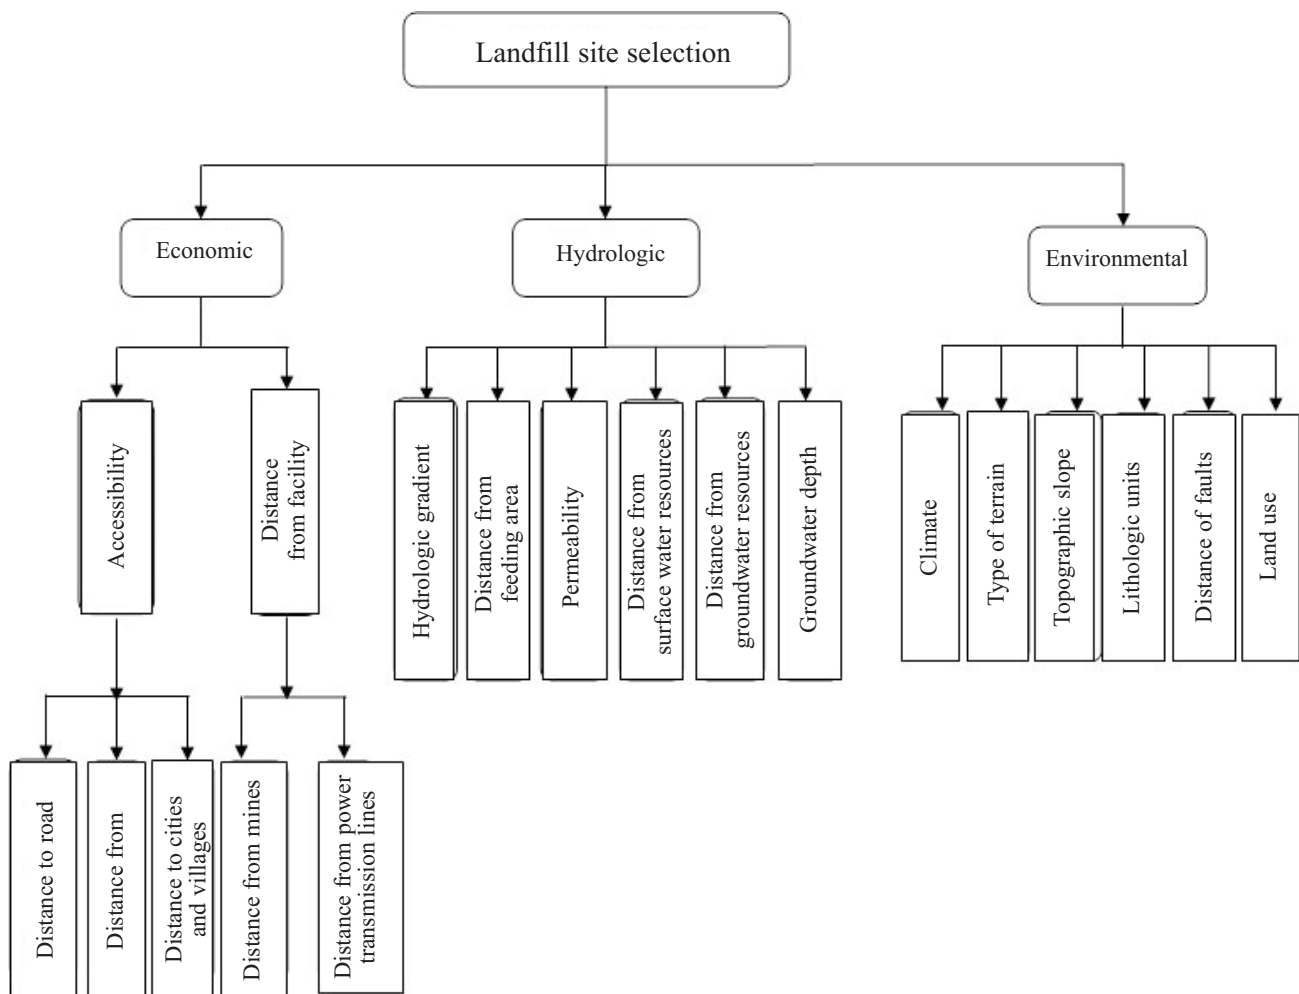 Landfill site selection
Economic
Hydrologic
Environmental
Accessibility
Distance
from facility
Hydrologic gradient
Distance from
feeding area
Permeability
Distance from
surface water resources
Distance from
groundwater resources
Groundwater depth
Climate
Type of terrain
Topographic slope
Lithologic units
Distance of faults
Land use
Distance to road
Distance from
Distance to cities
and villages
Distance from mines
Distance from power
transmission lines